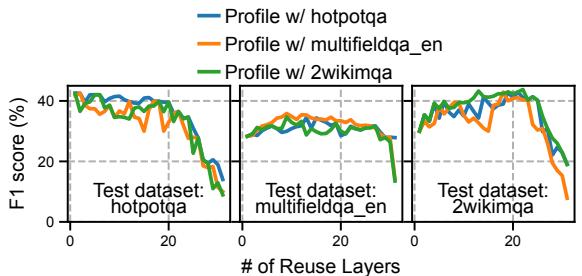 Profile w/ hotpotqa
Profile w/ multifieldqa_en
Profile w/ 2wikimqa
F1 score (%)
40
20
0
Test dataset:
hotpotqa
Test dataset:
multifieldqa_en
Test dataset:
2wikimqa
0 20 0 20 0 20
# of Reuse Layers